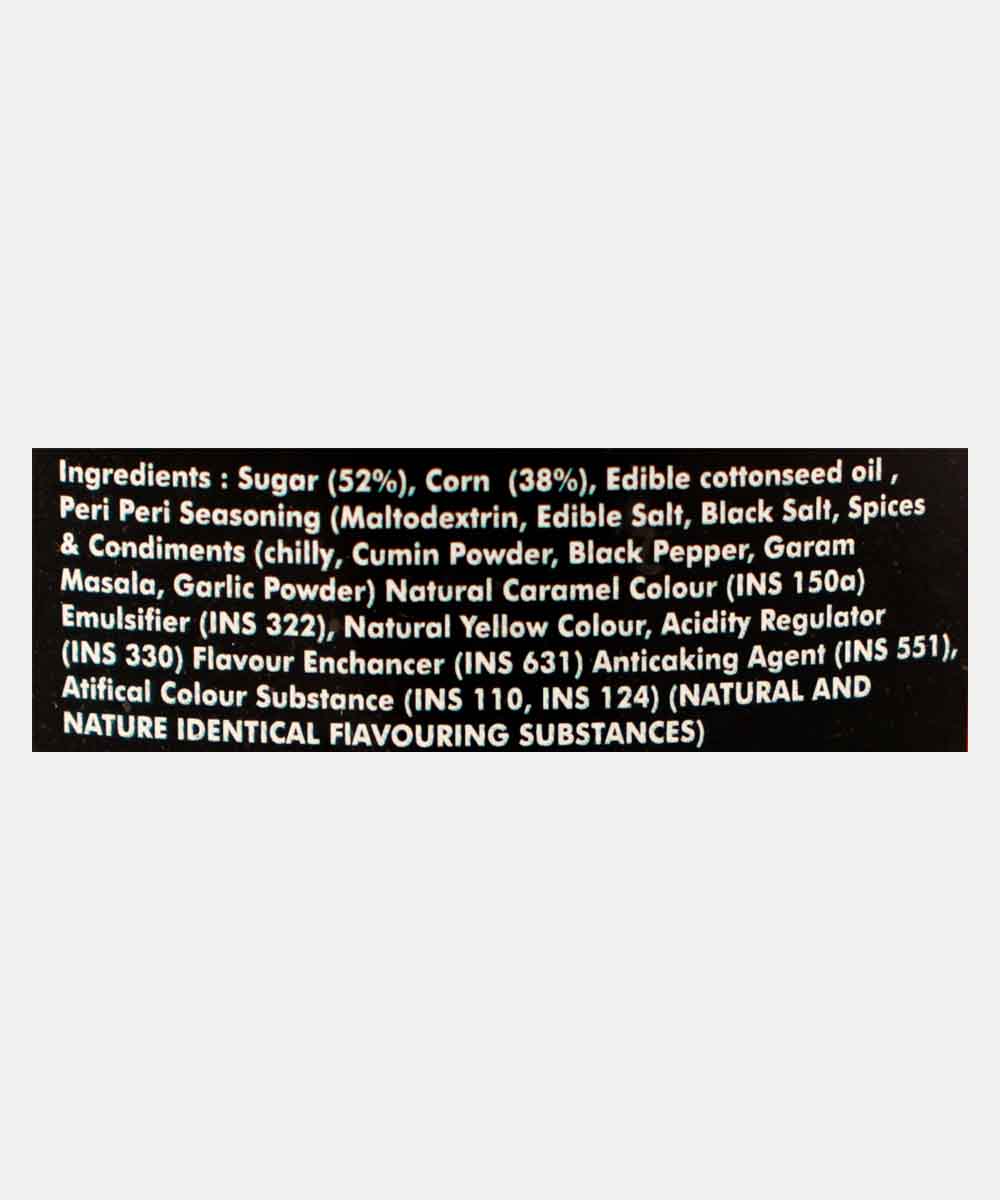 Ingredients : Sugar (52%), Corn (38%), Edible cottonseed oil ,
Peri Peri Seasoning (Maltodextrin, Edible Salt, Black Salt, Spices
& Condiments (chilly, Cumin Powder, Black Pepper, Garam
Masala, Garlic Powder) Natural Caramel Colour (INS 150a)
Emulsifier (INS 322), Natural Yellow Colour, Acidity Regulator
(INS 330) Flavour Enchancer (INS 631) Anticaking Agent (INS 551),
Atifical Colour Substance (INS 110, INS 124) (NATURAL AND
NATURE IDENTICAL FlAVOURING SUBSTANCES)